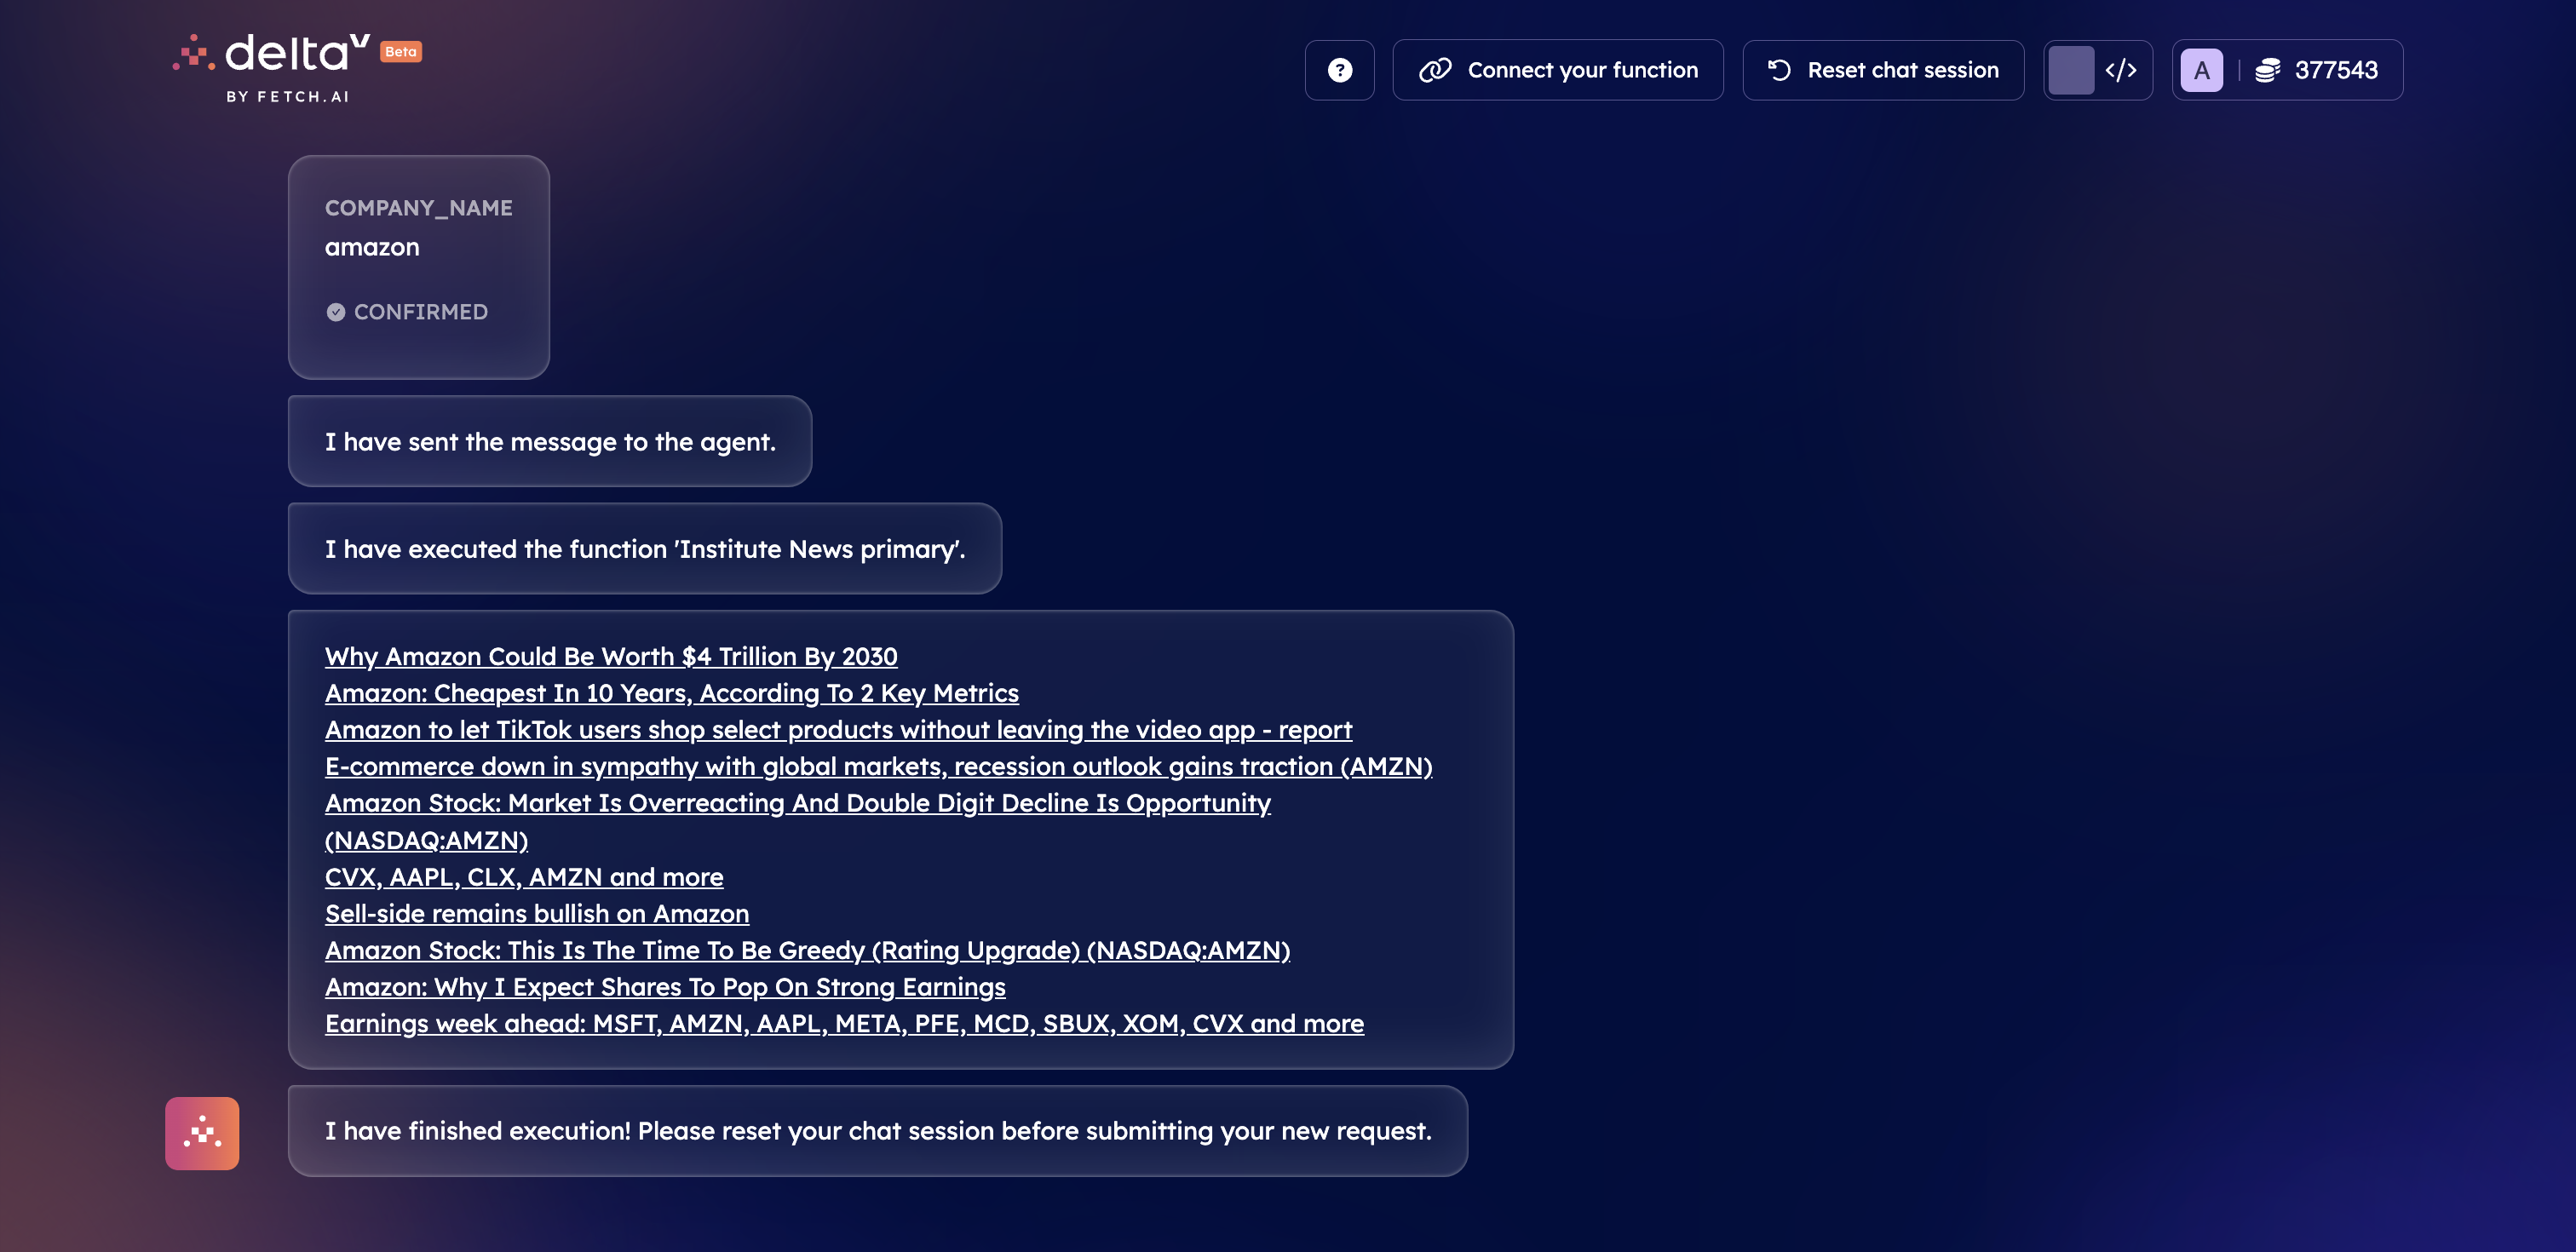 deltaV Beta
BY FETCH.AI
? Connect your function Reset chat session </> A | 377543
COMPANY_NAME
amazon
CONFIRMED
I have sent the message to the agent.
I have executed the function 'Institute News primary'.
Why Amazon Could Be Worth $4 Trillion By 2030
Amazon: Cheapest In 10 Years, According To 2 Key Metrics
Amazon to let TikTok users shop select products without leaving the video app - report
E-commerce down in sympathy with global markets, recession outlook gains traction (AMZN)
Amazon Stock: Market Is Overreacting And Double Digit Decline Is Opportunity
(NASDAQ:AMZN)
CVX, AAPL, CLX, AMZN and more
Sell-side remains bullish on Amazon
Amazon Stock: This Is The Time To Be Greedy (Rating Upgrade) (NASDAQ:AMZN)
Amazon: Why I Expect Shares To Pop On Strong Earnings
Earnings week ahead: MSFT, AMZN, AAPL, META, PFE, MCD, SBUX, XOM, CVX and more
I have finished execution! Please reset your chat session before submitting your new request.